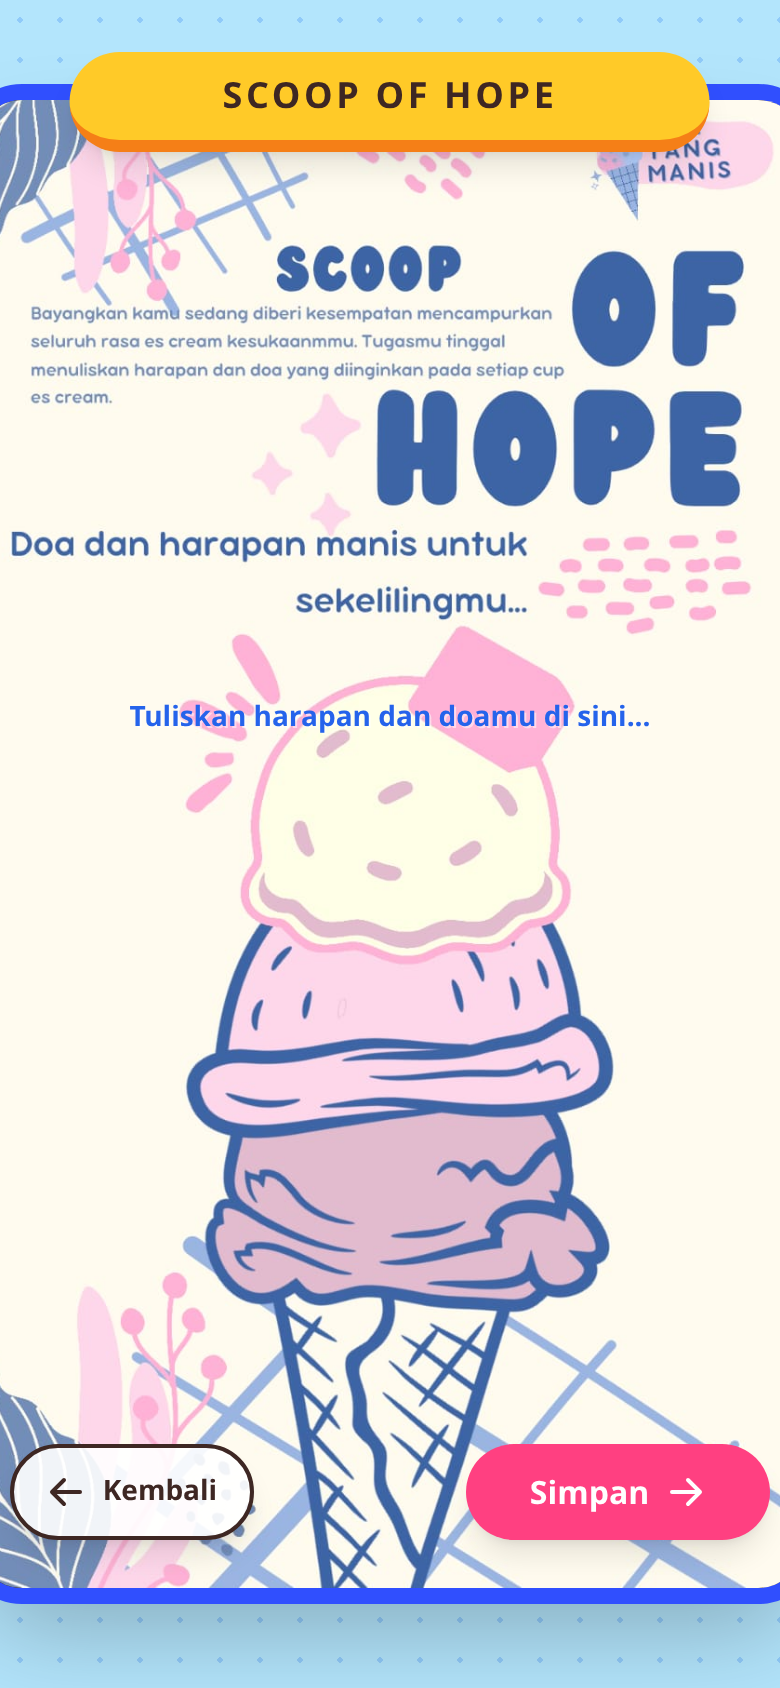 SCOOP OF HOPE
YANG
MANIS
SCOOP
OF
HOPE
Bayangkan kamu sedang diberi kesempatan mencampurkan
seluruh rasa es cream kesukaanmmu. Tugasmu tinggal
menuliskan harapan dan doa yang diinginkan pada setiap cup
es cream.
Doa dan harapan manis untuk
sekelilingmu...
Tuliskan harapan dan doamu di sini...
Kembali
Simpan